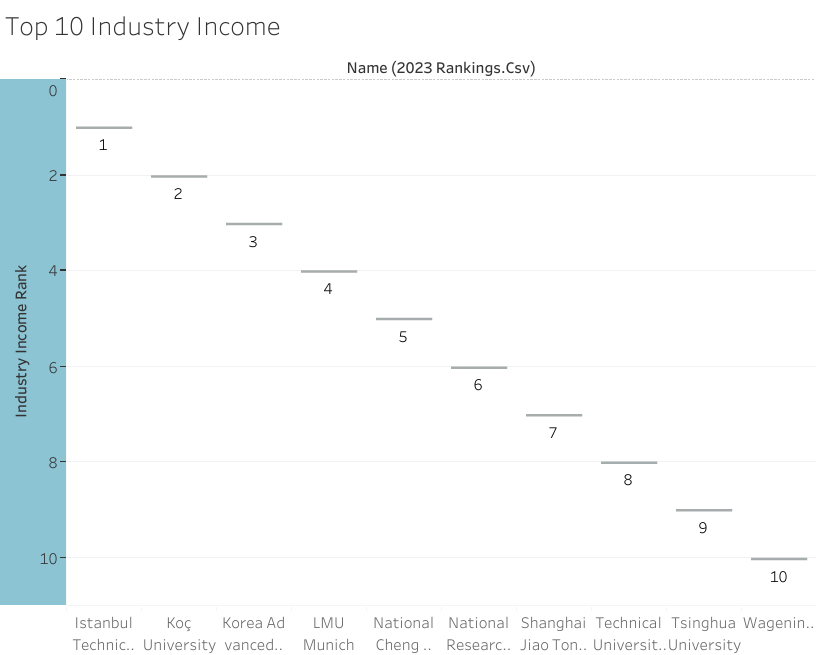 Top 10 Industry Income
Name (2023 Rankings.Csv)
Industry Income Rank
0
2
4
6
8
10
1
2
3
4
5
6
7
8
9
10
Istanbul
Technic..
Koç
University
Korea Ad
vanced..
LMU
Munich
National
Cheng ..
National
Researc..
Shanghai
Jiao Ton..
Technical
Universit..
Tsinghua
University
Wagenin..